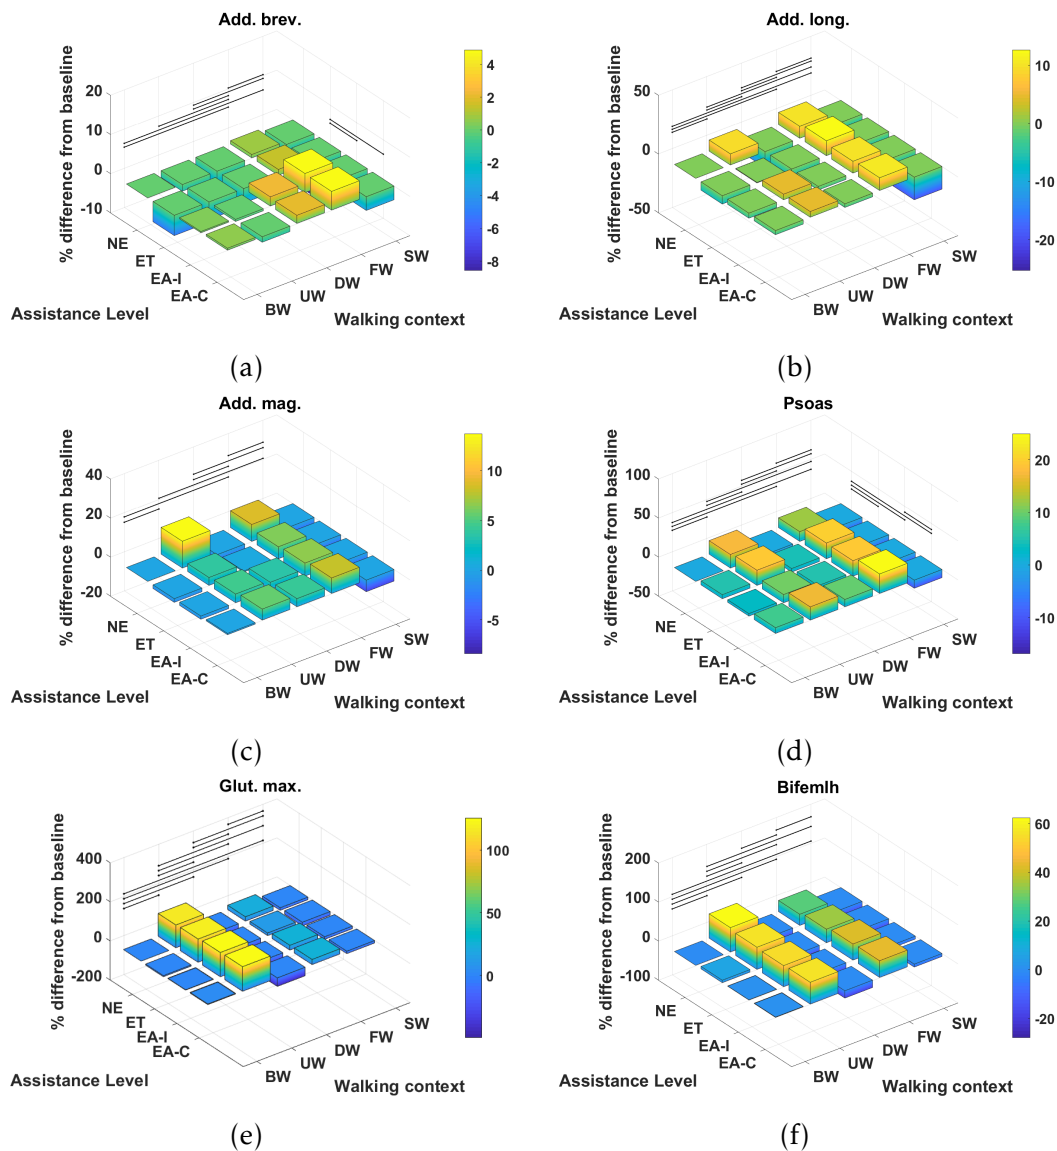 Add. brev.
% difference from baseline
20
10
0
-10
NE
ET
EA-I
EA-C
Assistance Level
BW
UW
DW
FW
SW
Walking context
4
2
0
-2
-4
-6
-8
(a)
Add. long.
% difference from baseline
50
0
-50
NE
ET
EA-I
EA-C
Assistance Level
BW
UW
DW
FW
SW
Walking context
10
0
-10
-20
(b)
Add. mag.
% difference from baseline
40
20
0
-20
NE
ET
EA-I
EA-C
Assistance Level
BW
UW
DW
FW
SW
Walking context
10
5
0
-5
(c)
Psoas
% difference from baseline
100
50
0
-50
NE
ET
EA-I
EA-C
Assistance Level
BW
UW
DW
FW
SW
Walking context
20
10
0
-10
(d)
Glut. max.
% difference from baseline
400
200
0
-200
NE
ET
EA-I
EA-C
Assistance Level
BW
UW
DW
FW
SW
Walking context
100
50
0
(e)
Bifemlh
% difference from baseline
200
100
0
-100
NE
ET
EA-I
EA-C
Assistance Level
BW
UW
DW
FW
SW
Walking context
60
40
20
0
-20
(f)